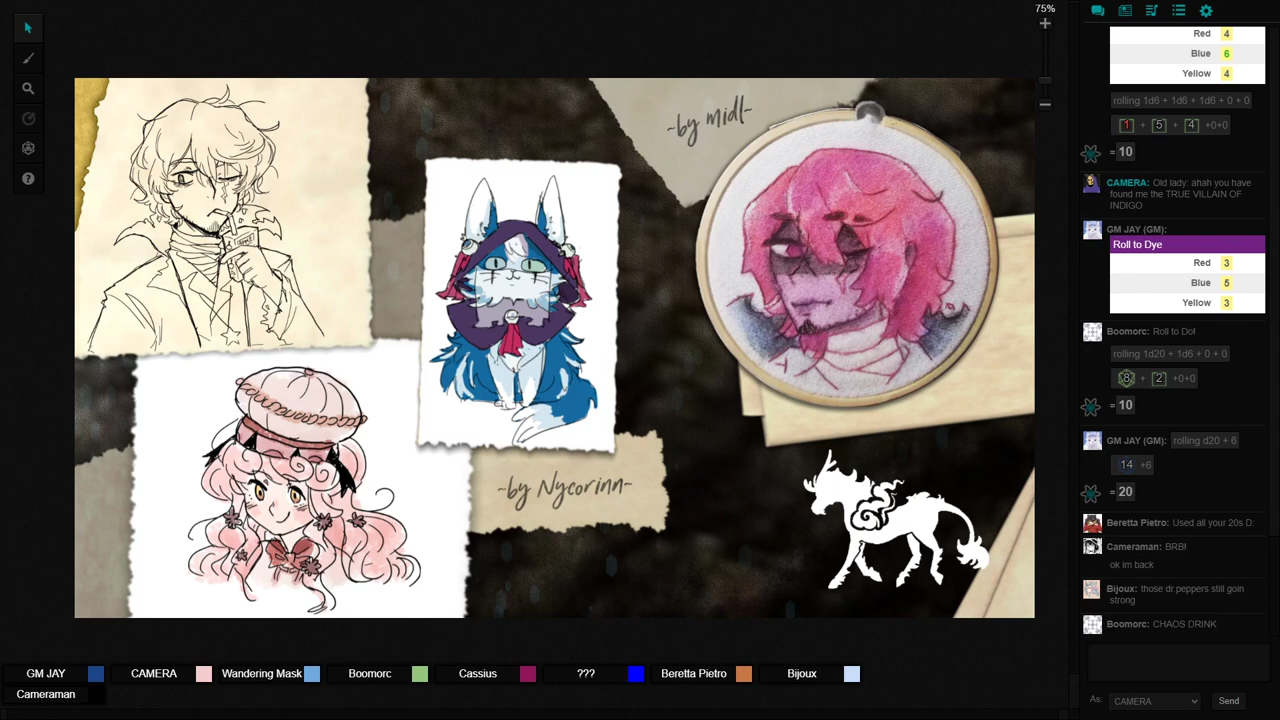 75%
~by midl~
~by Nycorinn~
Red 4
Blue 6
Yellow 4
rolling 1d6 + 1d6 + 1d6 + 0 + 0
1 + 5 + 4 +0+0
= 10
CAMERA: Old lady: ahah you have
found me the TRUE VILLAIN OF
INDIGO
GM JAY (GM):
Roll to Dye
Red 3
Blue 5
Yellow 3
Boomorc: Roll to Do!
rolling 1d20 + 1d6 + 0 + 0
8 + 2 +0+0
= 10
GM JAY (GM): rolling d20 + 6
14 +6
= 20
Beretta Pietro: Used all your 20s D:
Cameraman: BRB!
ok im back
Bijoux: those dr.peppers still goin
strong
Boomorc: CHAOS DRINK
As: CAMERA Send
GM JAY CAMERA Wandering Mask Boomorc Cassius ??? Beretta Pietro Bijoux
Cameraman